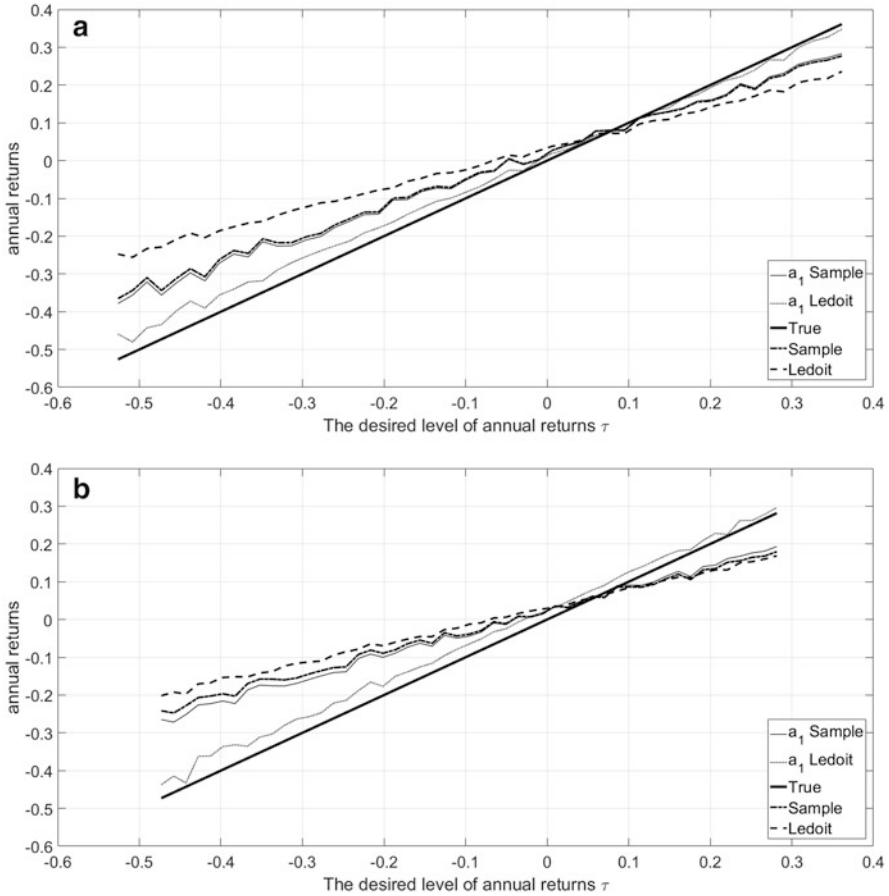 a
0.4
0.3
0.2
0.1
0
-0.1
-0.2
-0.3
-0.4
-0.5
-0.6
annual returns
a1 Sample
a1 Ledoit
True
Sample
Ledoit
-0.6 -0.5 -0.4 -0.3 -0.2 -0.1 0 0.1 0.2 0.3 0.4
The desired level of annual returns τ
b
0.4
0.3
0.2
0.1
0
-0.1
-0.2
-0.3
-0.4
-0.5
-0.6
annual returns
a1 Sample
a1 Ledoit
True
Sample
Ledoit
-0.6 -0.5 -0.4 -0.3 -0.2 -0.1 0 0.1 0.2 0.3 0.4
The desired level of annual returns τ